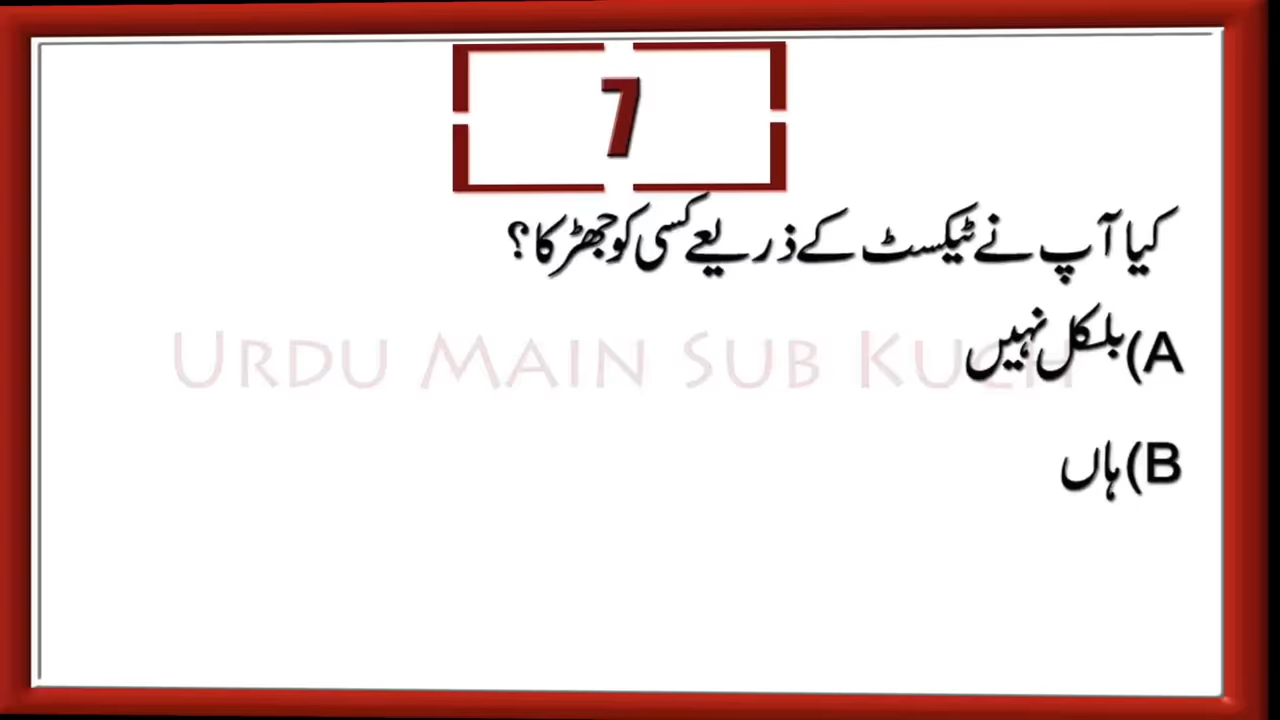 7
کیا آپ نے ٹیکسٹ کے ذریعے کسی کو جھڑکا؟
A) بلکل نہیں
URDU MAIN SUB KUCH
B) ہاں